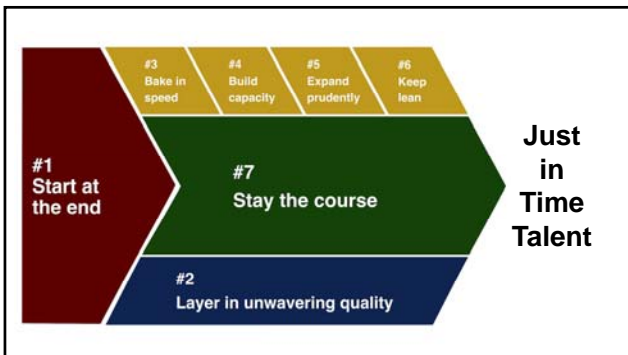 #1
Start at
the end
#3
Bake in
speed
#4
Build
capacity
#5
Expand
prudently
#6
Keep
lean
#7
Stay the course
#2
Layer in unwavering quality
Just
in
Time
Talent